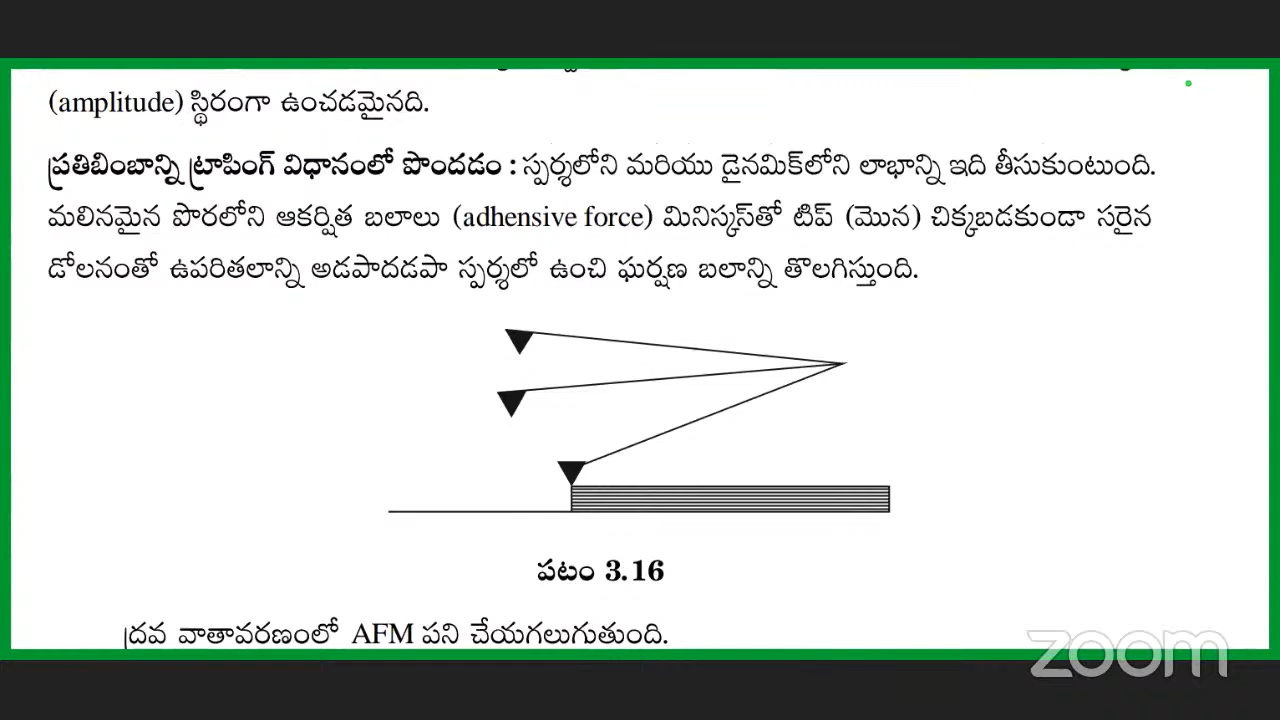 (amplitude) స్థిరంగా ఉంచడమైనది.
ప్రతిబింబాన్ని ట్రాపింగ్ విధానంలో పొందడం : స్పర్శలోని మరియు డైనమిక్‌లోని లాభాన్ని ఇది తీసుకుంటుంది.
మలినమైన పొరలోని ఆకర్షిత బలాలు (adhensive force) మినిస్కస్‌తో టిప్ (మొన) చిక్కబడకుండా సరైన
డోలనంతో ఉపరితలాన్ని అడపాదడపా స్పర్శలో ఉంచి ఘర్షణ బలాన్ని తొలగిస్తుంది.
పటం 3.16
ద్రవ వాతావరణంలో AFM పని చేయగలుగుతుంది.
zoom